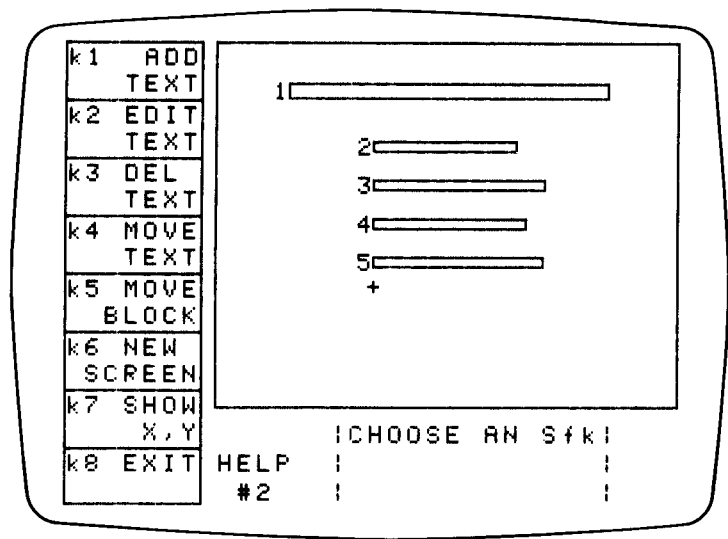 k1 ADD
TEXT
k2 EDIT
TEXT
k3 DEL
TEXT
k4 MOVE
TEXT
k5 MOVE
BLOCK
k6 NEW
SCREEN
k7 SHOW
X,Y
k8 EXIT
1
2
3
4
5
+
CHOOSE AN Sfk
HELP
#2